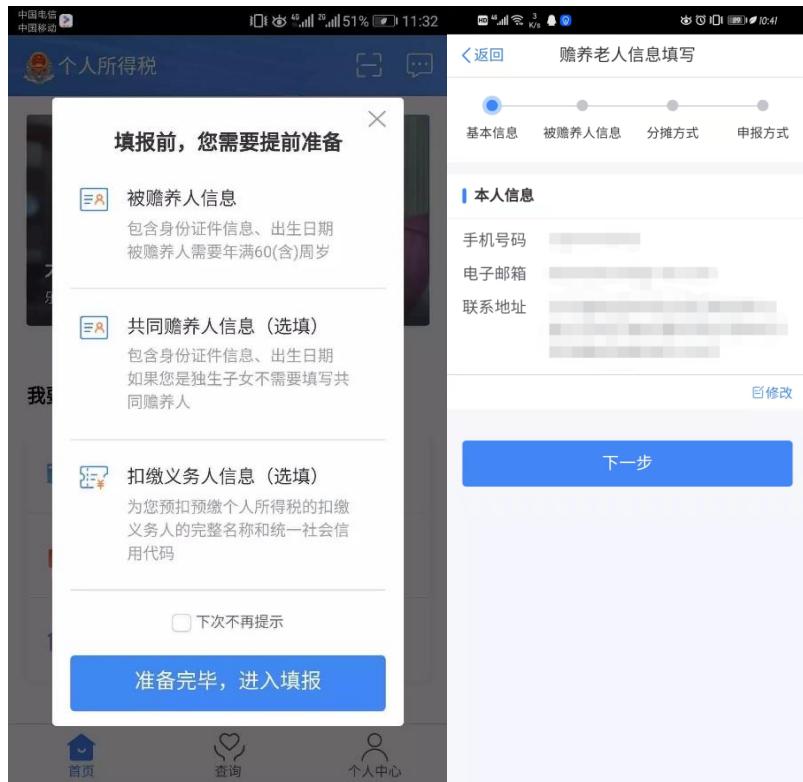 中国电信
中国移动
46
26
51%
11:32
个人所得税
填报前，您需要提前准备
被赡养人信息
包含身份证件信息、出生日期
被赡养人需要年满60(含)周岁
共同赡养人信息（选填）
包含身份证件信息、出生日期
如果您是独生子女不需要填写共
同赡养人
扣缴义务人信息（选填）
为您预扣预缴个人所得税的扣缴
义务人的完整名称和统一社会信
用代码
下次不再提示
准备完毕，进入填报
首页
查询
个人中心
3
K/s
10:41
返回
赡养老人信息填写
基本信息
被赡养人信息
分摊方式
申报方式
本人信息
手机号码
电子邮箱
联系地址
修改
下一步